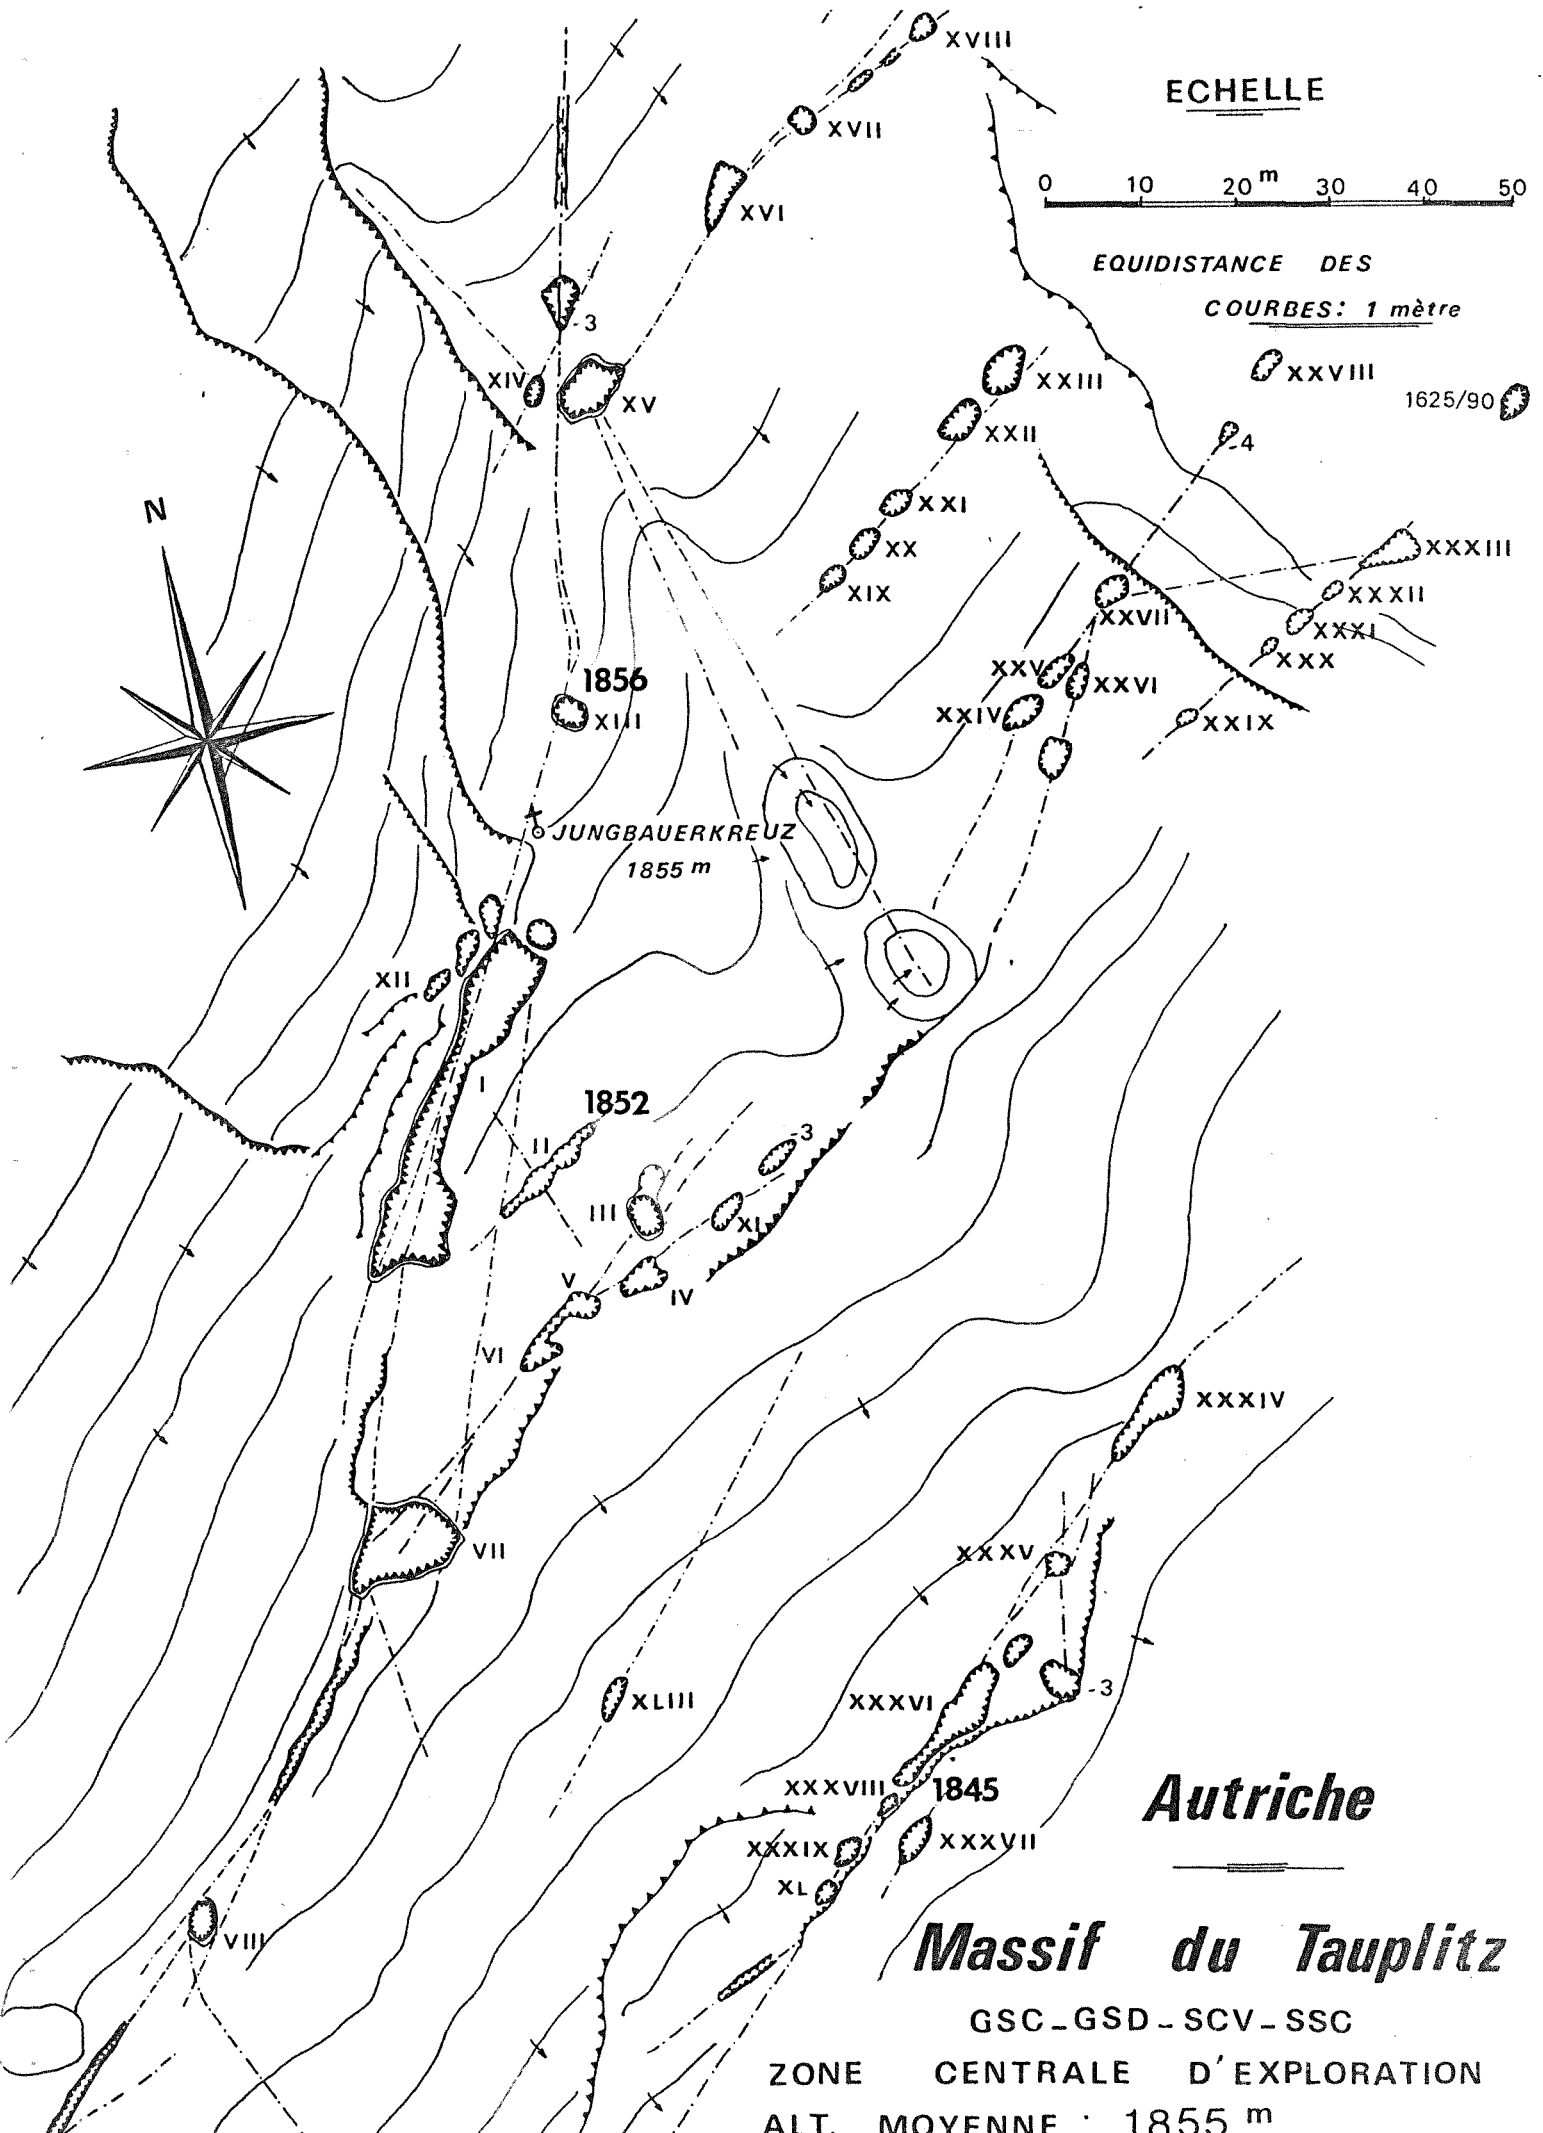 XVIII
ECHELLE
XVII
0 10 20 m 30 40 50
XVI
EQUIDISTANCE DES
COURBES: 1 mètre
-3
XIV
XV
XXIII
XXVIII
1625/90
XXII
-4
N
XXI
XX
XIX
XXXIII
XXXII
XXVII
XXXI
XXX
XXV
XXVI
1856
XIII
XXIV
XXIX
JUNGBAUERKREUZ
1855 m
XII
I
1852
II
-3
III
XI
V
IV
VI
XXXIV
VII
XXXV
XLIII
XXXVI
-3
XXXVIII
1845
Autriche
XXXIX
XXXVII
XL
VIII
Massif du Tauplitz
GSC-GSD-SCV-SSC
ZONE CENTRALE D'EXPLORATION
ALT. MOYENNE : 1855 m